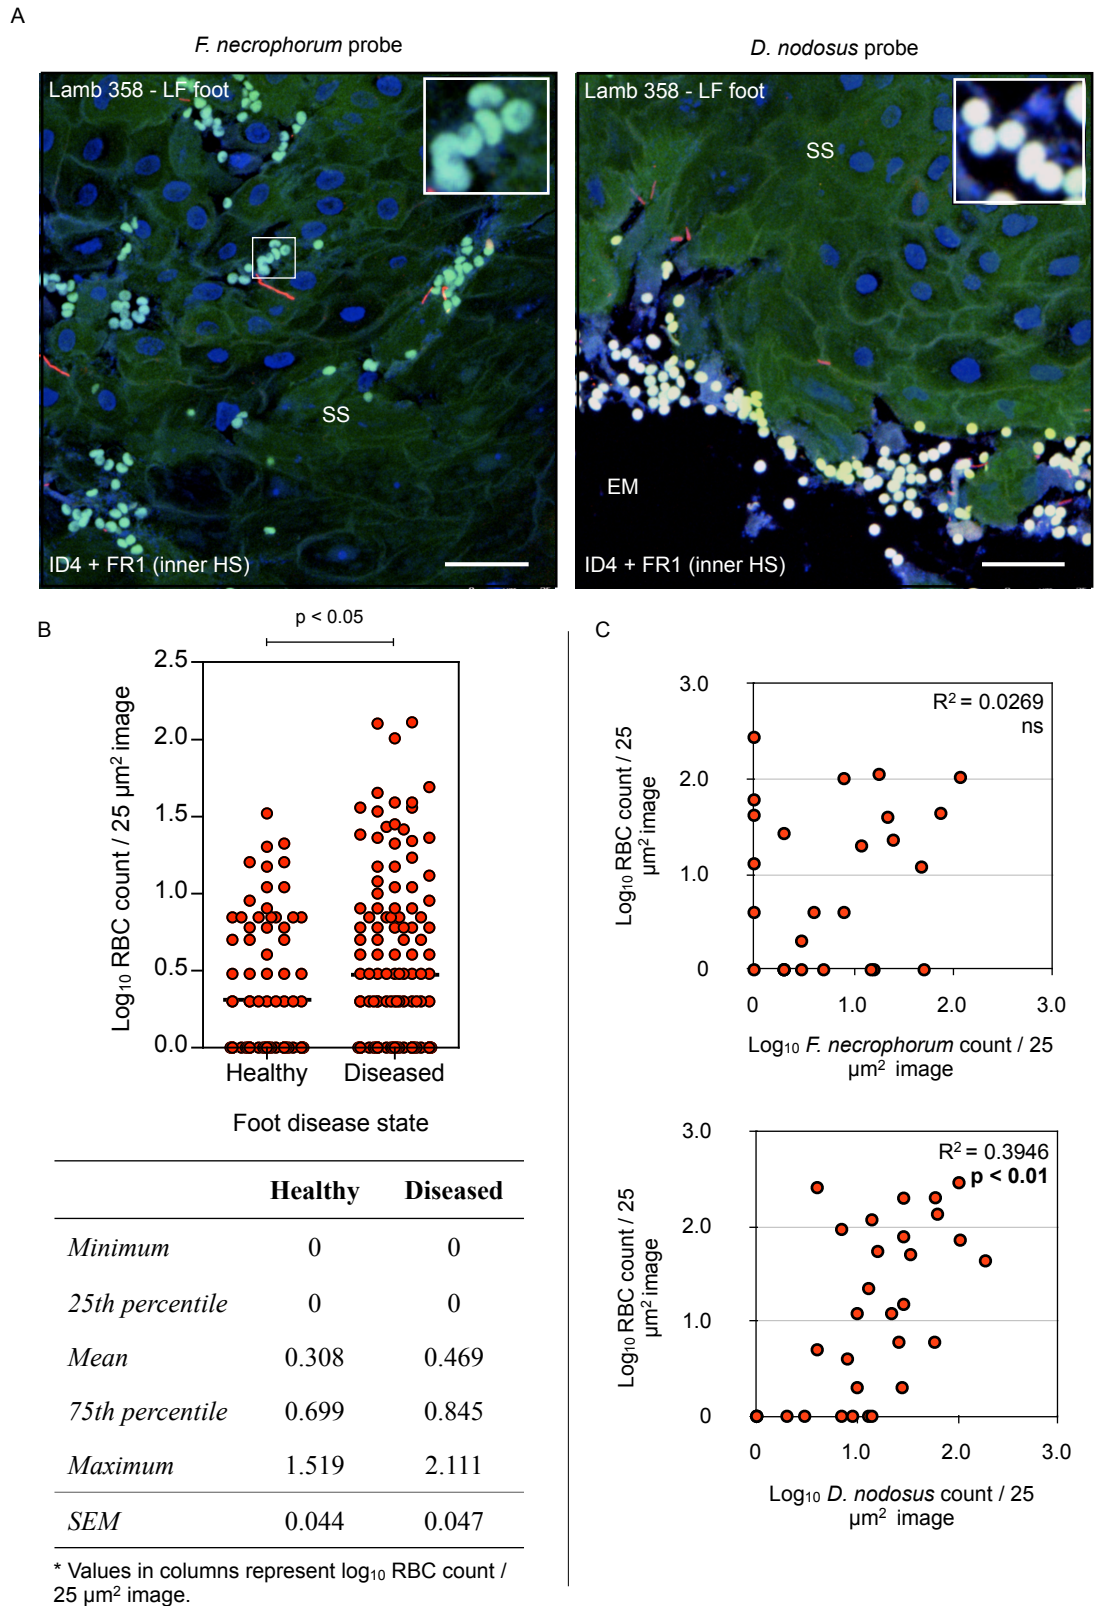 A
F. necrophorum probe
D. nodosus probe
Lamb 358 - LF foot
SS
ID4 + FR1 (inner HS)
Lamb 358 - LF foot
SS
EM
ID4 + FR1 (inner HS)
B
p < 0.05
2.5
2.0
1.5
1.0
0.5
0.0
Log10 RBC count / 25 µm² image
Healthy
Diseased
Foot disease state
Healthy Diseased
Minimum 0 0
25th percentile 0 0
Mean 0.308 0.469
75th percentile 0.699 0.845
Maximum 1.519 2.111
SEM 0.044 0.047
* Values in columns represent log10 RBC count /
25 µm² image.
C
3.0
2.0
1.0
0
Log10 RBC count / 25
µm² image
R² = 0.0269
ns
0 1.0 2.0 3.0
Log10 F. necrophorum count / 25
µm² image
3.0
2.0
1.0
0
Log10 RBC count / 25
µm² image
R² = 0.3946
p < 0.01
0 1.0 2.0 3.0
Log10 D. nodosus count / 25
µm² image